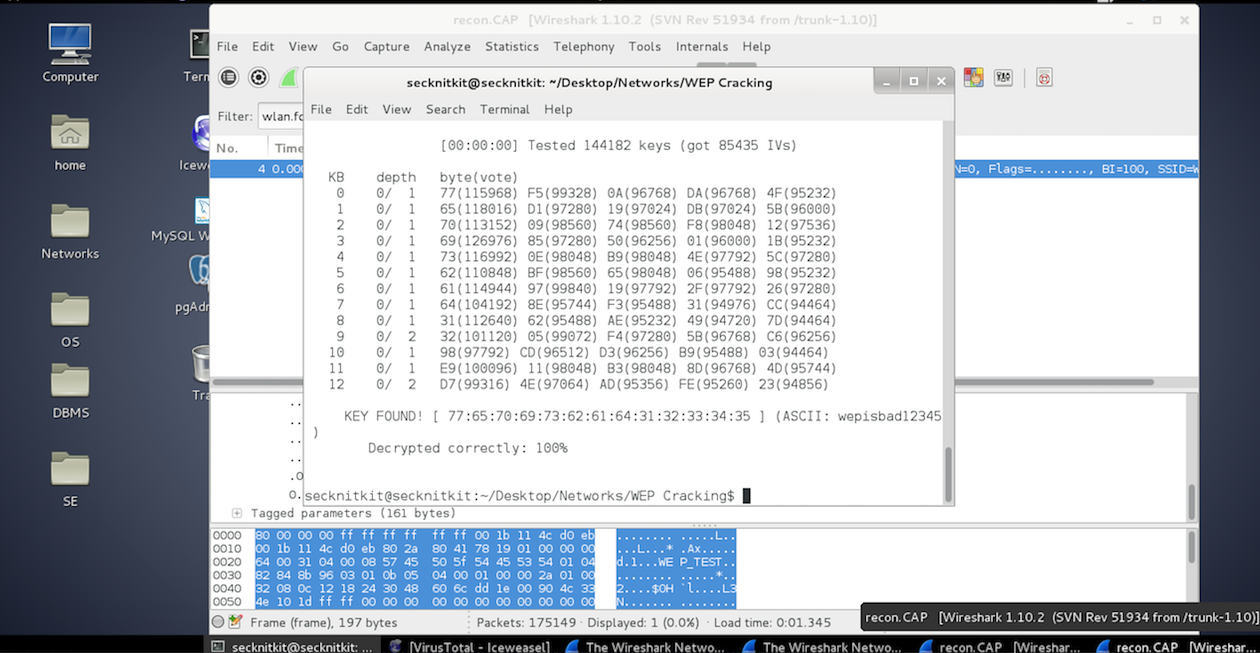 recon.CAP [Wireshark 1.10.2 (SVN Rev 51934 from /trunk-1.10)]
File Edit View Go Capture Analyze Statistics Telephony Tools Internals Help
Computer
home
Networks
OS
DBMS
SE
Filter: wlan.fc
No. Time
4 0.000
N=0, Flags=........, BI=100, SSID=W
secknitkit@secknitkit: ~/Desktop/Networks/WEP Cracking
File Edit View Search Terminal Help
[00:00:00] Tested 144182 keys (got 85435 IVs)
KB depth byte(vote)
0 0/ 1 77(115968) F5(99328) 0A(96768) DA(96768) 4F(95232)
1 0/ 1 65(118016) D1(97280) 19(97024) DB(97024) 5B(96000)
2 0/ 1 70(113152) 09(98560) 74(98560) F8(98048) 12(97536)
3 0/ 1 69(126976) 85(97280) 50(96256) 01(96000) 1B(95232)
4 0/ 1 73(116992) 0E(98048) B9(98048) 4E(97792) 5C(97280)
5 0/ 1 62(110848) BF(98560) 65(98048) 06(95488) 98(95232)
6 0/ 1 61(114944) 97(99840) 19(97792) 2F(97792) 26(97280)
7 0/ 1 64(104192) 8E(95744) F3(95488) 31(94976) CC(94464)
8 0/ 1 31(112640) 62(95488) AE(95232) 49(94720) 7D(94464)
9 0/ 2 32(101120) 05(99072) F4(97280) 5B(96768) C6(96256)
10 0/ 1 98(97792) CD(96512) D3(96256) B9(95488) 03(94464)
11 0/ 1 E9(100096) 11(98048) B3(98048) 8D(96768) 4D(95744)
12 0/ 2 D7(99316) 4E(97064) AD(95356) FE(95260) 23(94856)
KEY FOUND! [ 77:65:70:69:73:62:61:64:31:32:33:34:35 ] (ASCII: wepisbad12345
)
Decrypted correctly: 100%
secknitkit@secknitkit:~/Desktop/Networks/WEP Cracking$
Tagged parameters (161 bytes)
0000 80 00 00 00 ff ff ff ff ff ff 00 1b 11 4c d0 eb ........ .....L..
0010 00 1b 11 4c d0 eb 80 2a 80 41 78 19 01 00 00 00 ...L...* .Ax.....
0020 64 00 31 04 00 08 57 45 50 5f 54 45 53 54 01 04 d.1...WE P_TEST..
0030 82 84 8b 96 03 01 0b 05 04 00 01 00 00 2a 01 00 ........ .....*..
0040 32 08 0c 12 18 24 30 48 60 6c dd 1e 00 90 4c 33 2....$0H `l....L3
0050 4e 10 1d ff ff 00 00 00 00 00 00 00 00 00 00 00 N....... ........
Frame (frame), 197 bytes Packets: 175149 · Displayed: 1 (0.0%) · Load time: 0:01.345
recon.CAP [Wireshark 1.10.2 (SVN Rev 51934 from /trunk-1.10)]
secknitkit@secknitkit: ... [VirusTotal - Iceweasel] The Wireshark Netwo... The Wireshark Netwo... recon.CAP [Wireshar... recon.CAP [Wireshar...